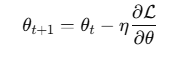 θ_{t+1} = θ_t − η ∂ℒ/∂θ